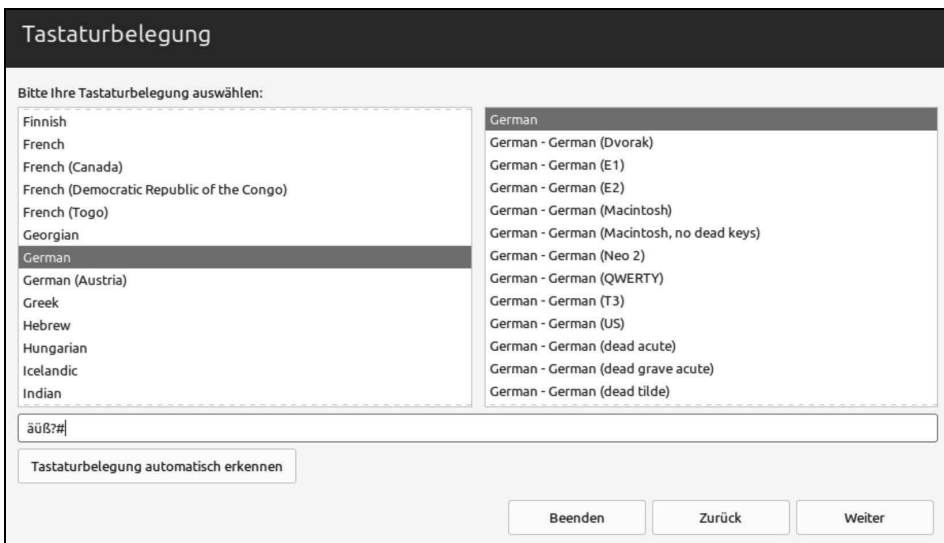 Tastaturbelegung
Bitte Ihre Tastaturbelegung auswählen:
Finnish
French
French (Canada)
French (Democratic Republic of the Congo)
French (Togo)
Georgian
German
German (Austria)
Greek
Hebrew
Hungarian
Icelandic
Indian
German
German - German (Dvorak)
German - German (E1)
German - German (E2)
German - German (Macintosh)
German - German (Macintosh, no dead keys)
German - German (Neo 2)
German - German (QWERTY)
German - German (T3)
German - German (US)
German - German (dead acute)
German - German (dead grave acute)
German - German (dead tilde)
äüß?#
Tastaturbelegung automatisch erkennen
Beenden Zurück Weiter